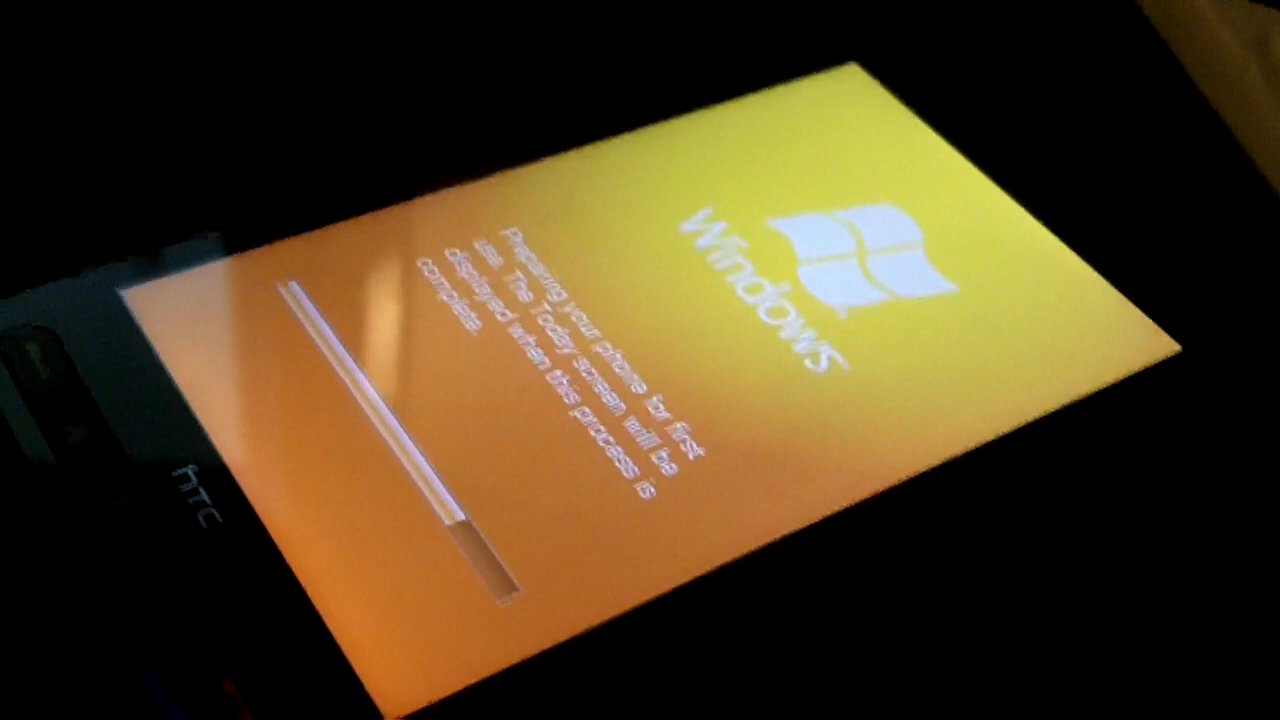 Windows
Preparing your phone for first
use. The Today screen will be
displayed when this process is
complete.
hTC